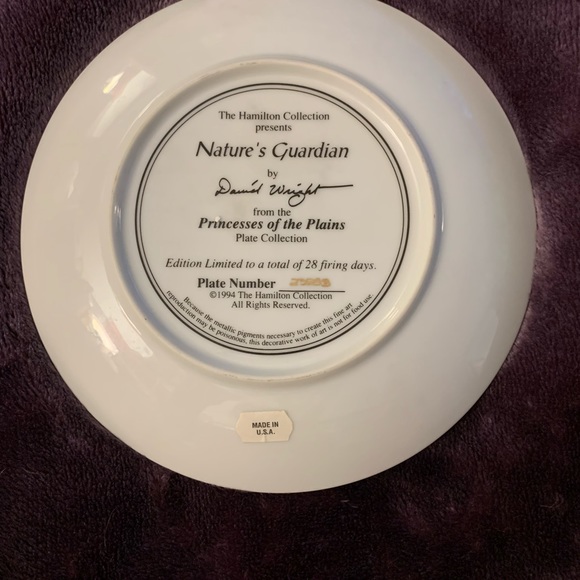 The Hamilton Collection
presents
Nature's Guardian
by
David Wright
from the
Princesses of the Plains
Plate Collection
Edition Limited to a total of 28 firing days.
Plate Number
©1994 The Hamilton Collection
All Rights Reserved.
Because the metallic pigments necessary to create this fine art
reproduction may be poisonous, this decorative work of art is not for food use
MADE IN
U.S.A.